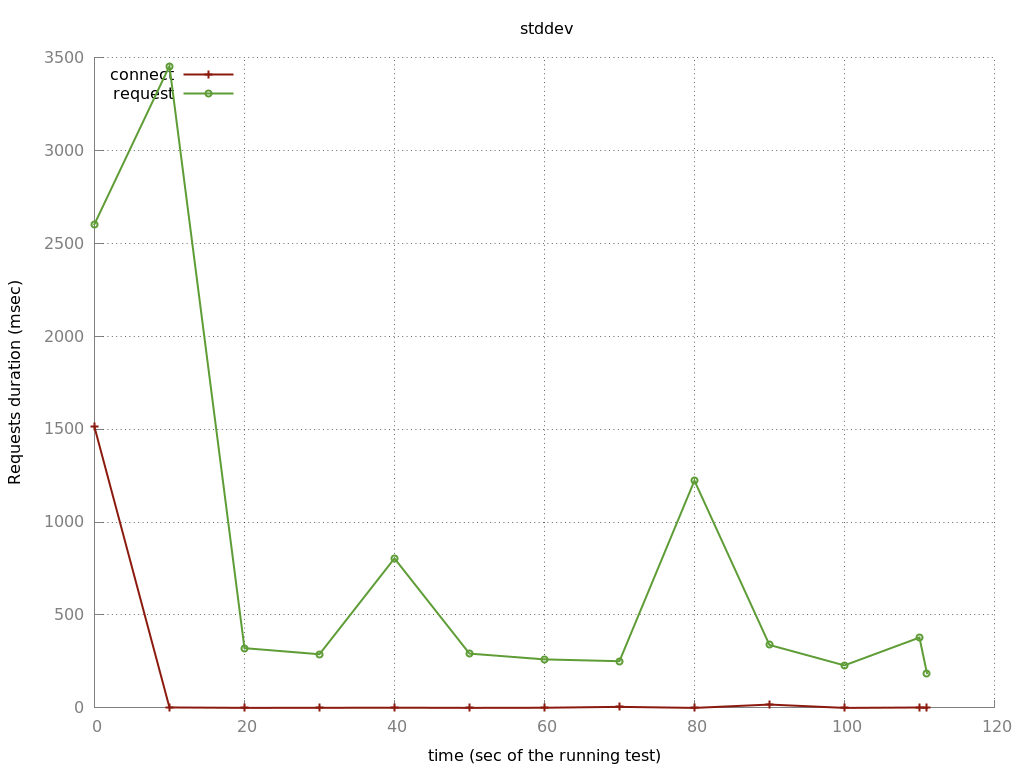 stddev
connect
request
3500
3000
2500
2000
1500
1000
500
0
Requests duration (msec)
0 20 40 60 80 100 120
time (sec of the running test)